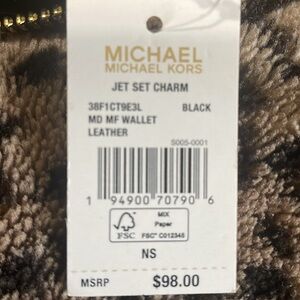 MICHAEL
MICHAEL KORS
JET SET CHARM
38F1CT9E3L BLACK
MD MF WALLET
LEATHER
S005-0001
1 94900 70790 6
FSC
MIX
Paper
FSC® C012345
NS
MSRP $98.00